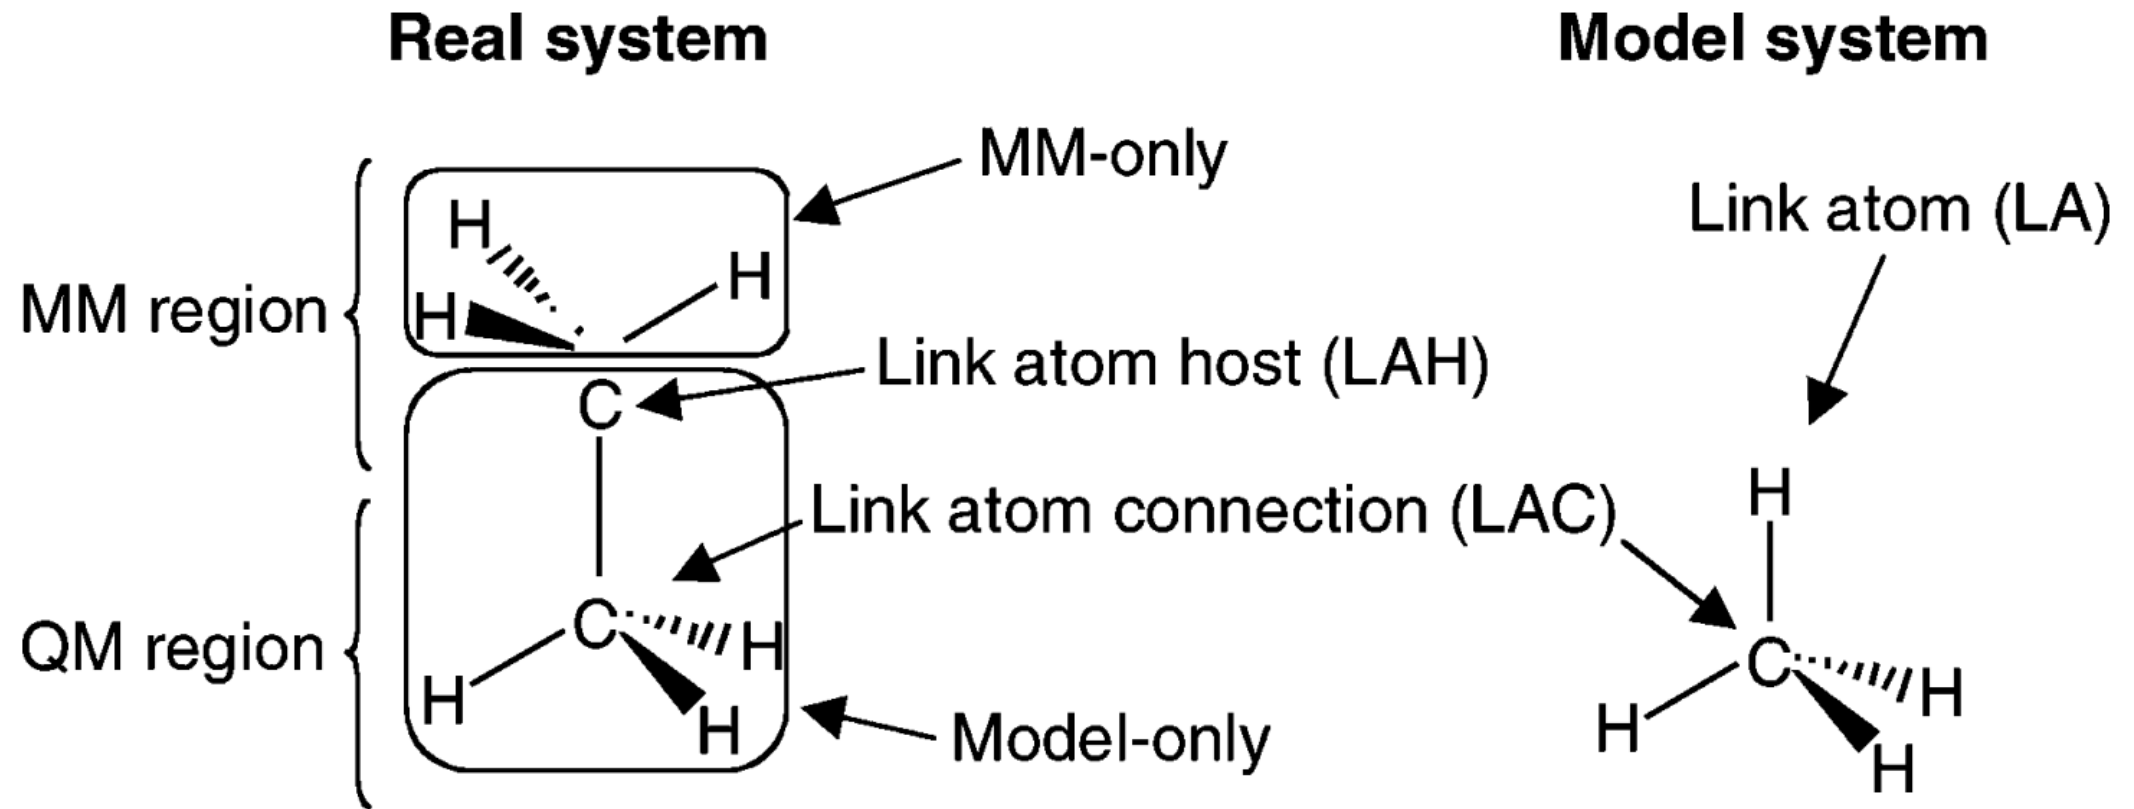 Real system
Model system
MM-only
Link atom (LA)
H
H
H
MM region
Link atom host (LAH)
C
Link atom connection (LAC)
H
QM region
C
H
H
H
Model-only
C
H
H
H